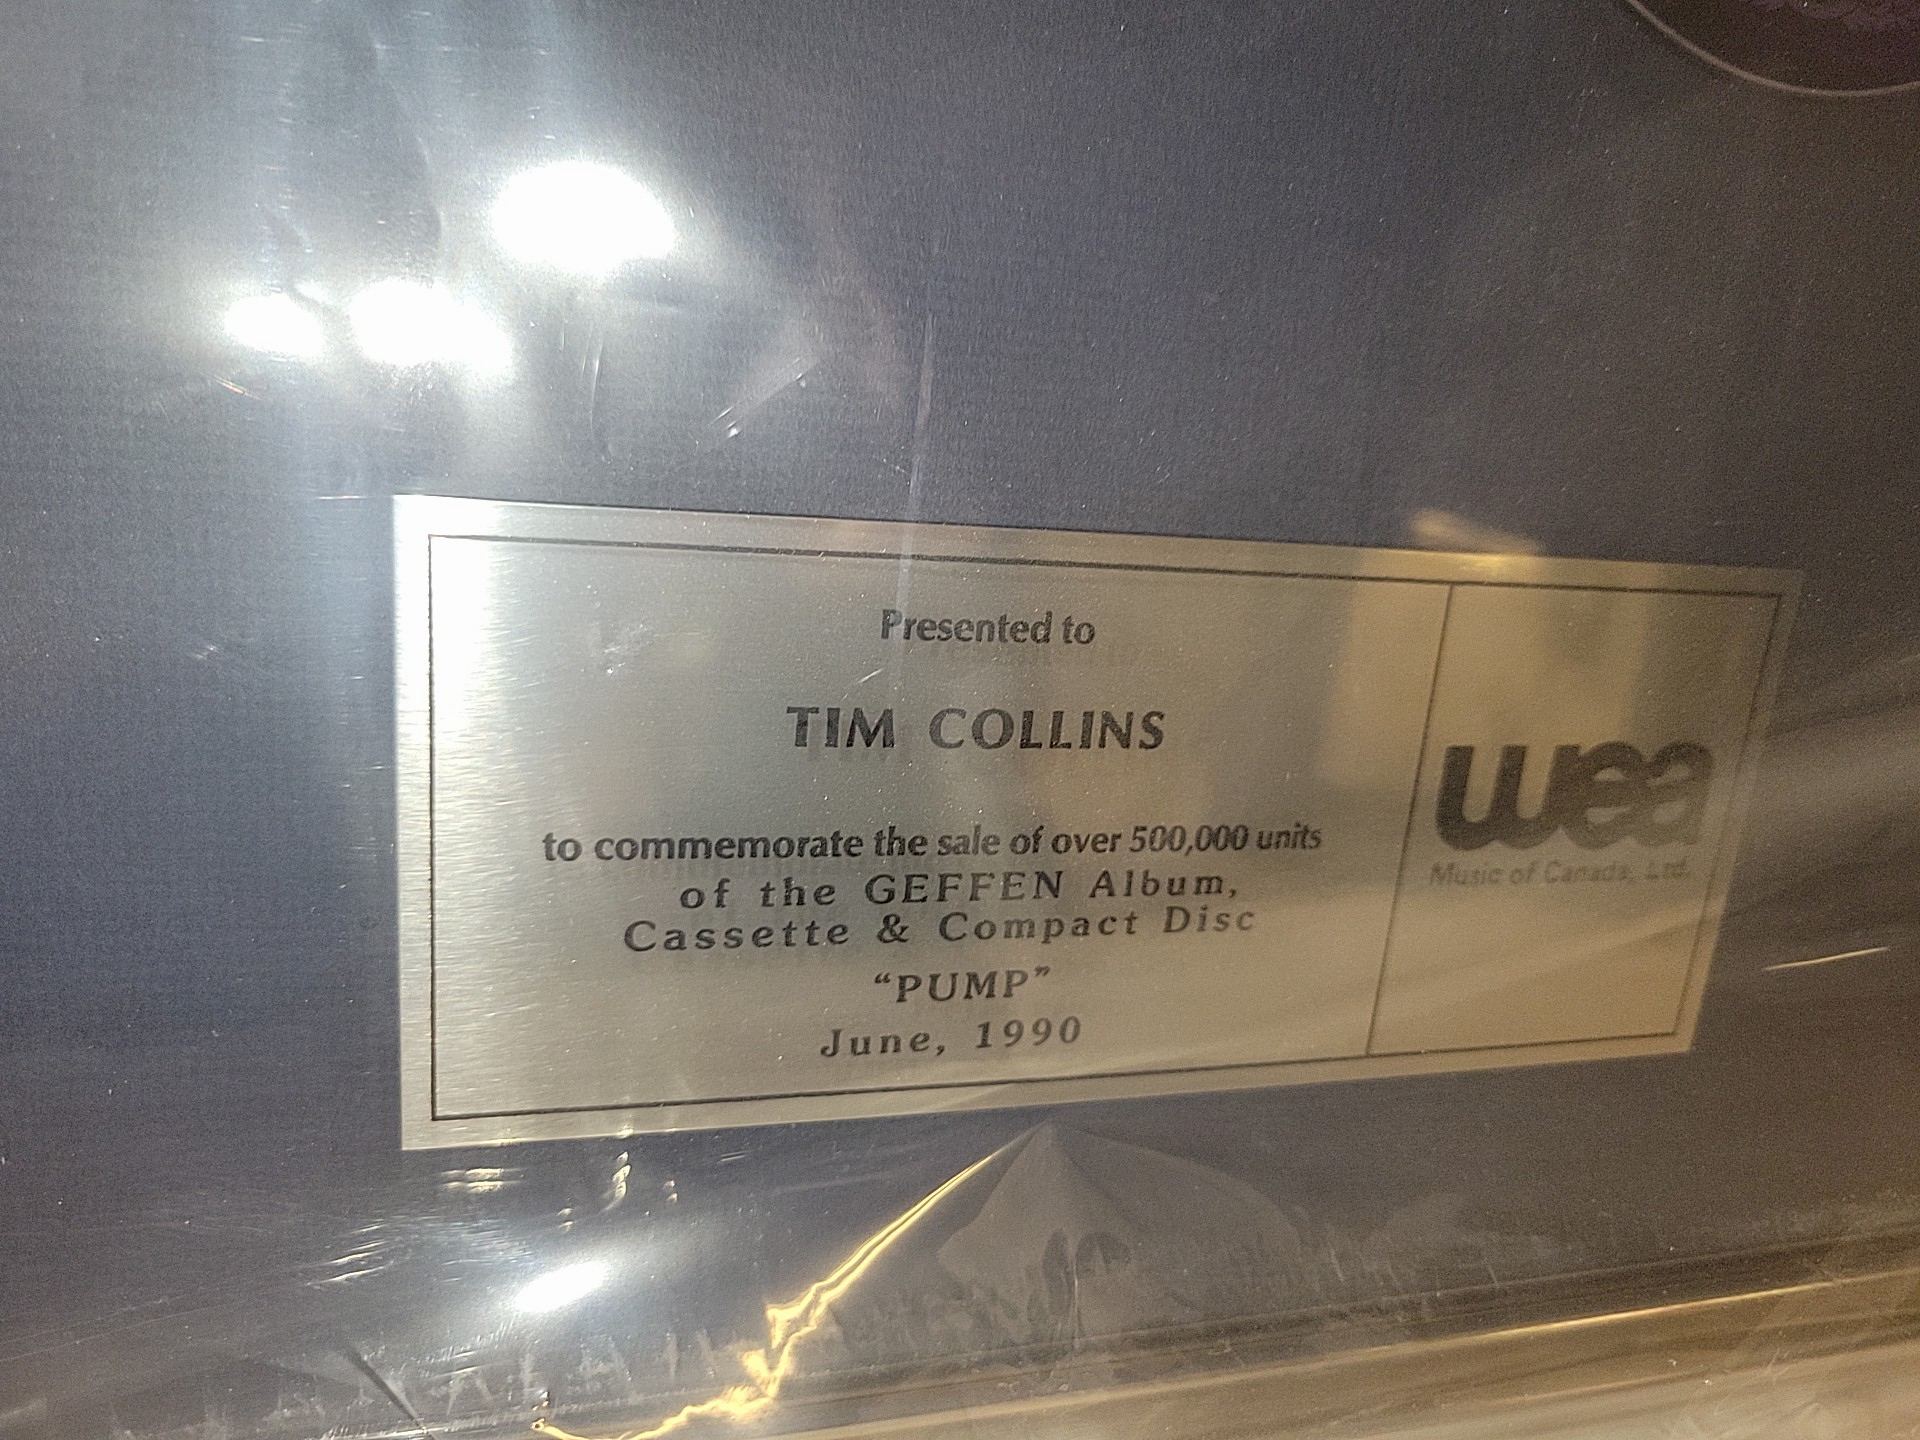 Presented to
TIM COLLINS
to commemorate the sale of over 500,000 units
of the GEFFEN Album,
Cassette & Compact Disc
“PUMP”
June, 1990
wea
Music of Canada, Ltd.